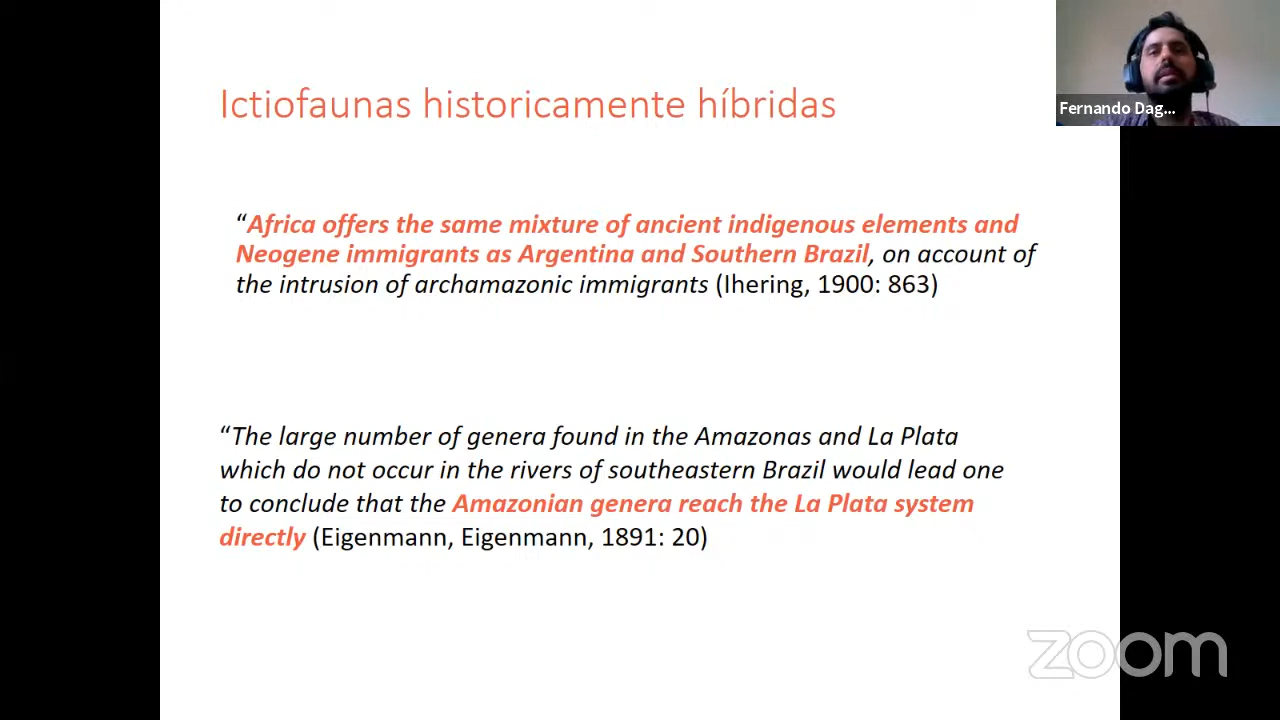 Ictiofaunas historicamente híbridas
Fernando Dag...
“Africa offers the same mixture of ancient indigenous elements and
Neogene immigrants as Argentina and Southern Brazil, on account of
the intrusion of archamazonic immigrants (Ihering, 1900: 863)
“The large number of genera found in the Amazonas and La Plata
which do not occur in the rivers of southeastern Brazil would lead one
to conclude that the Amazonian genera reach the La Plata system
directly (Eigenmann, Eigenmann, 1891: 20)
zoom